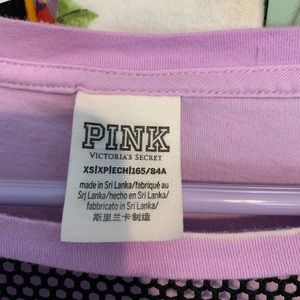 PINK
VICTORIA'S SECRET
XS|XP|ECH|165/84A
made in Sri Lanka/fabriqué au
Sri Lanka/hecho en Sri Lanka/
fabbricato in Sri Lanka/
斯里兰卡制造